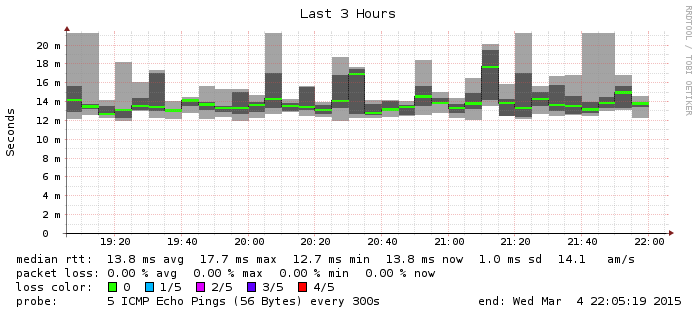 Last 3 Hours
RRDTOOL / TOBI OETIKER
Seconds
20 m
18 m
16 m
14 m
12 m
10 m
8 m
6 m
4 m
2 m
0
19:20 19:40 20:00 20:20 20:40 21:00 21:20 21:40 22:00
median rtt: 13.8 ms avg 17.7 ms max 12.7 ms min 13.8 ms now 1.0 ms sd 14.1 am/s
packet loss: 0.00 % avg 0.00 % max 0.00 % min 0.00 % now
loss color: 0 1/5 2/5 3/5 4/5
probe: 5 ICMP Echo Pings (56 Bytes) every 300s end: Wed Mar 4 22:05:19 2015